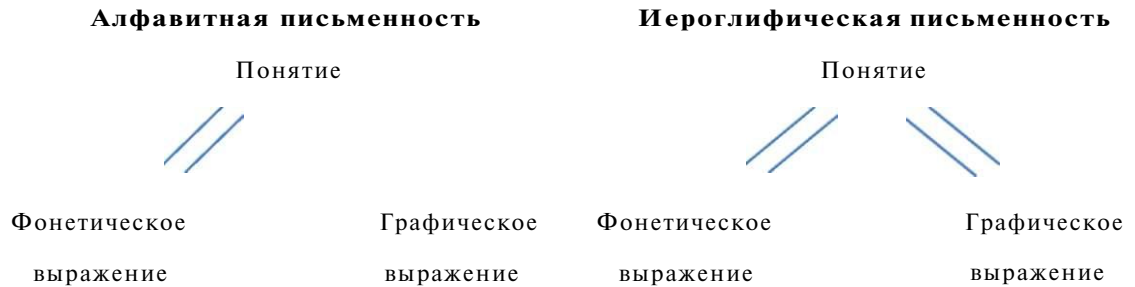 Алфавитная письменность
Понятие
Фонетическое
выражение
Графическое
выражение
Иероглифическая письменность
Понятие
Фонетическое
выражение
Графическое
выражение